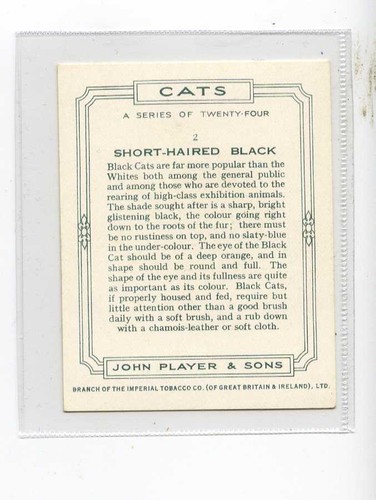 CATS
A SERIES OF TWENTY-FOUR
2
SHORT-HAIRED BLACK
Black Cats are far more popular than the
Whites both among the general public
and among those who are devoted to the
rearing of high-class exhibition animals.
The shade sought after is a sharp, bright
glistening black, the colour going right
down to the roots of the fur; there must
be no rustiness on top, and no slaty-blue
in the under-colour. The eye of the Black
Cat should be of a deep orange, and in
shape should be round and full. The
shape of the eye and its fullness are quite
as important as its colour. Black Cats,
if properly housed and fed, require but
little attention other than a good brush
daily with a soft brush, and a rub down
with a chamois-leather or soft cloth.
JOHN PLAYER & SONS
BRANCH OF THE IMPERIAL TOBACCO CO. (OF GREAT BRITAIN & IRELAND), LTD.